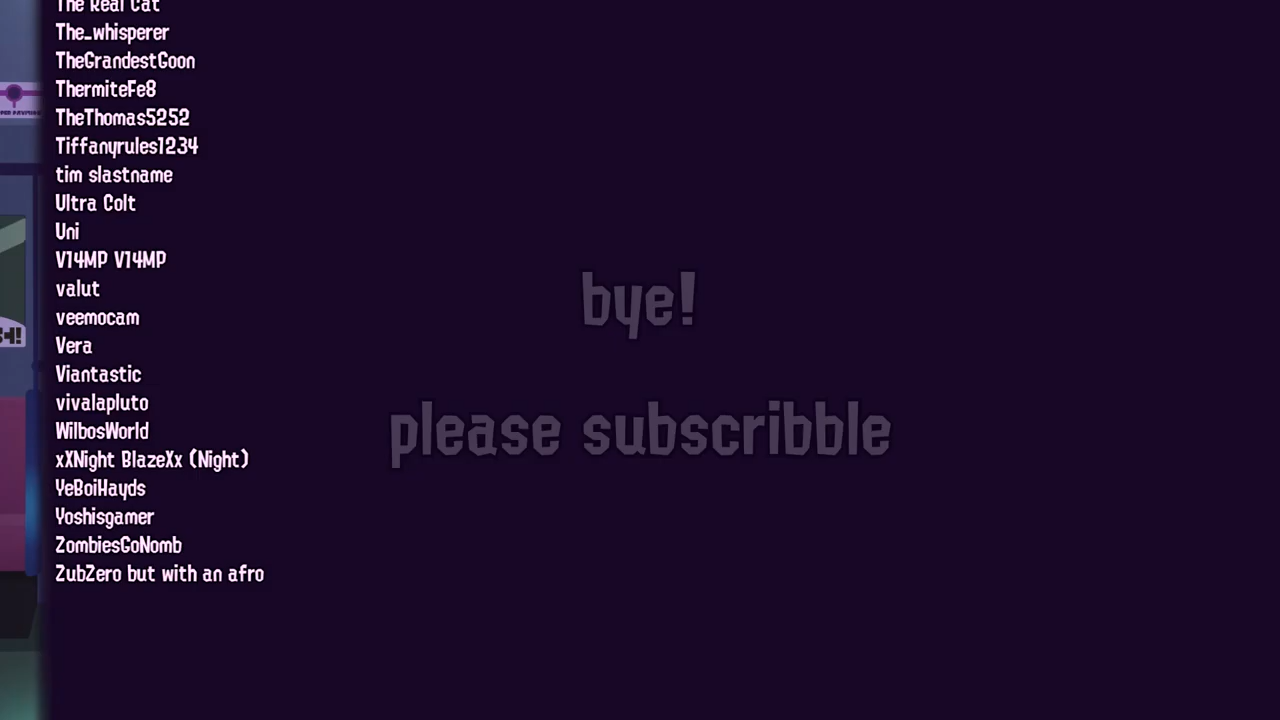 The Real Cat
The_whisperer
TheGrandestGoon
ThermiteFe8
TheThomas5252
Tiffanyrules1234
tim slastname
Ultra Colt
Uni
V14MP V14MP
valut
veemocam
Vera
Viantastic
vivalapluto
WilbosWorld
xXNight BlazeXx (Night)
YeBoiHayds
Yoshisgamer
ZombiesGoNomb
ZubZero but with an afro
bye!
please subscribble